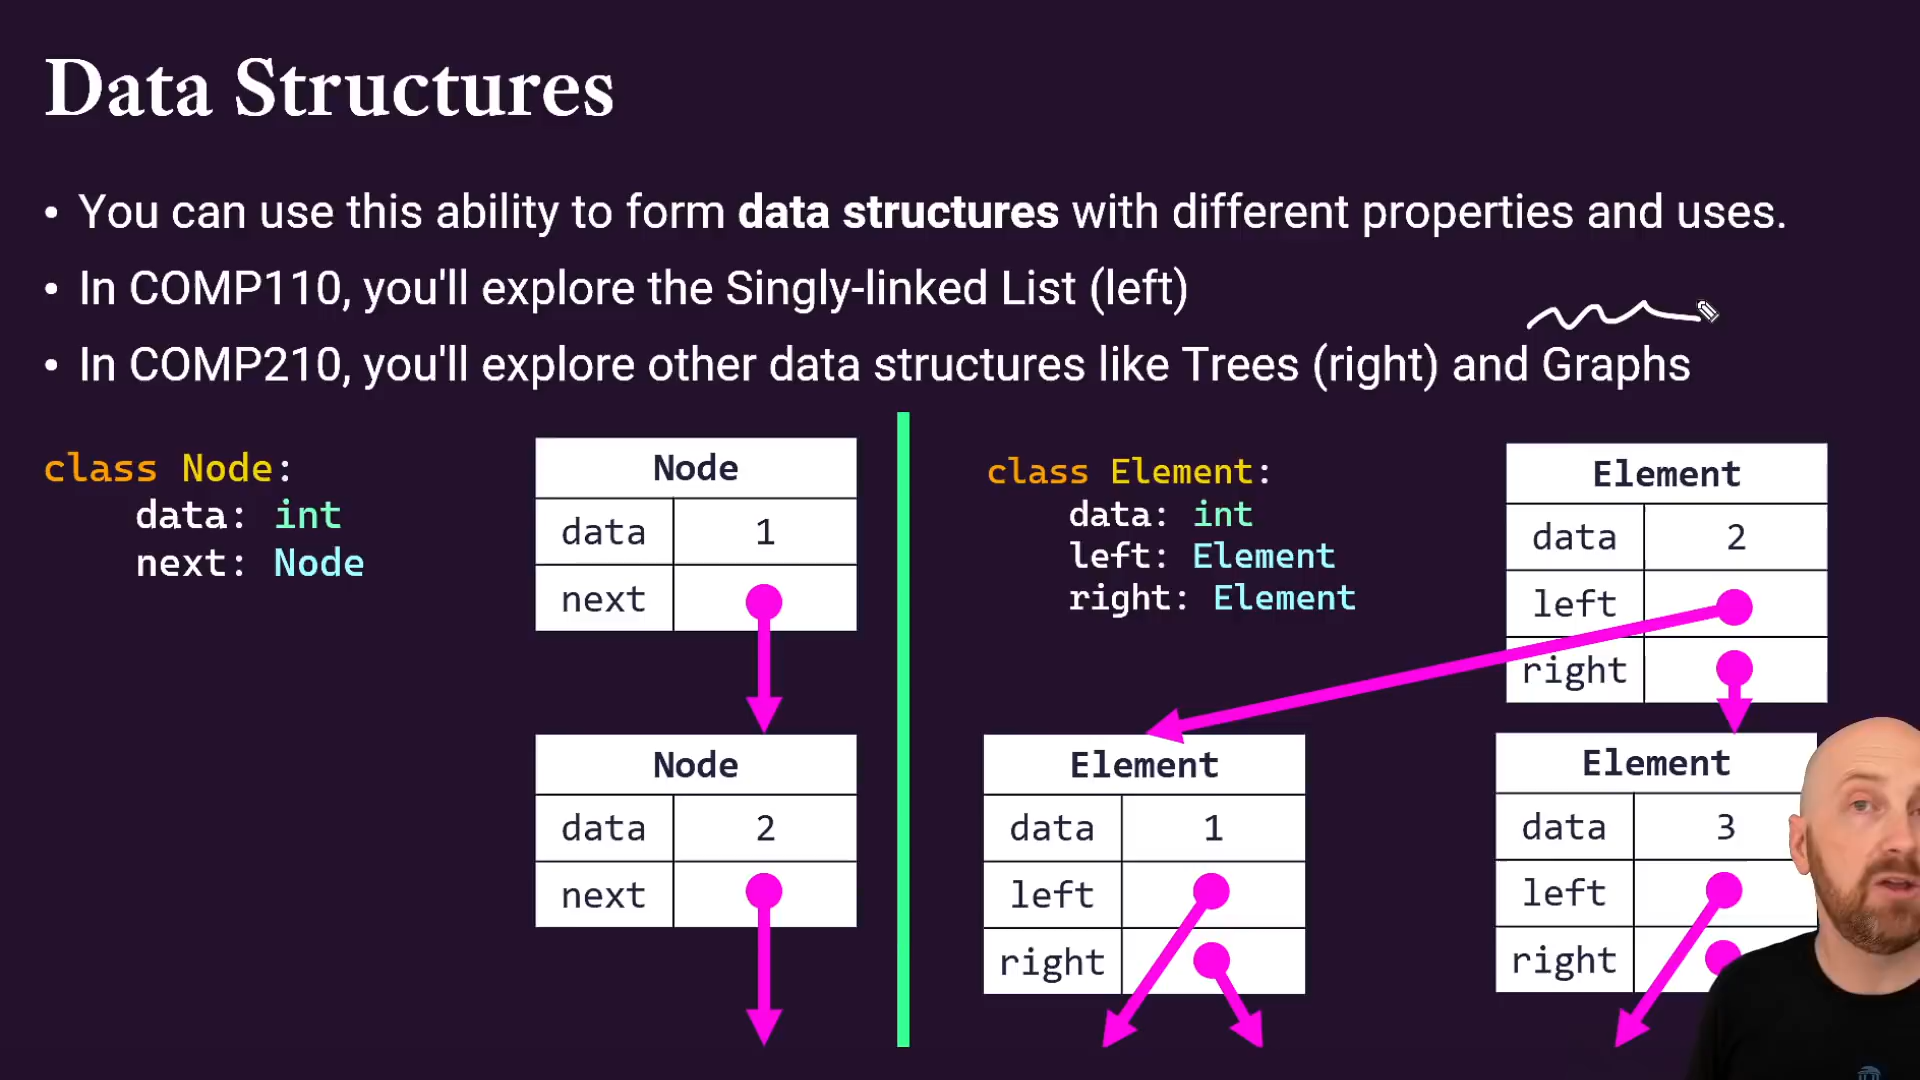 Data Structures
• You can use this ability to form data structures with different properties and uses.
• In COMP110, you'll explore the Singly-linked List (left)
• In COMP210, you'll explore other data structures like Trees (right) and Graphs
class Node:
data: int
next: Node
Node
data 1
next
Node
data 2
next
class Element:
data: int
left: Element
right: Element
Element
data 2
left
right
Element
data 1
left
right
Element
data 3
left
right